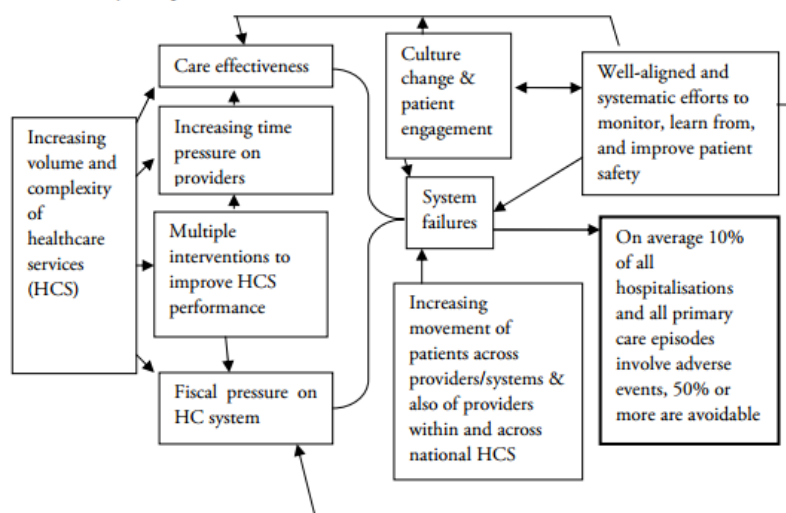 Care effectiveness
Increasing time
pressure on
providers
Increasing
volume and
complexity
of
healthcare
services
(HCS)
Multiple
interventions to
improve HCS
performance
Fiscal pressure on
HC system
Culture
change &
patient
engagement
System
failures
Increasing
movement of
patients across
providers/systems &
also of providers
within and across
national HCS
Well-aligned and
systematic efforts to
monitor, learn from,
and improve patient
safety
On average 10%
of all
hospitalisations
and all primary
care episodes
involve adverse
events, 50% or
more are avoidable